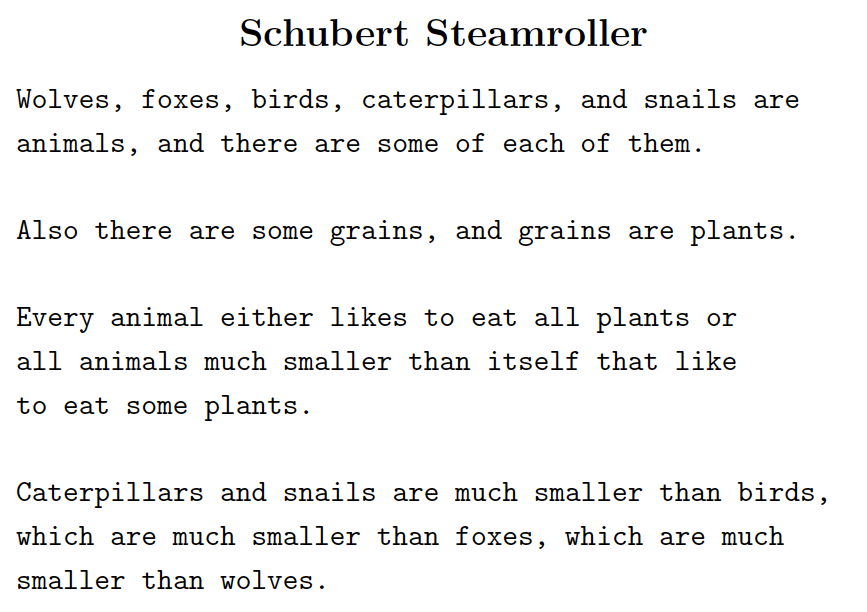 Schubert Steamroller
Wolves, foxes, birds, caterpillars, and snails are
animals, and there are some of each of them.
Also there are some grains, and grains are plants.
Every animal either likes to eat all plants or
all animals much smaller than itself that like
to eat some plants.
Caterpillars and snails are much smaller than birds,
which are much smaller than foxes, which are much
smaller than wolves.